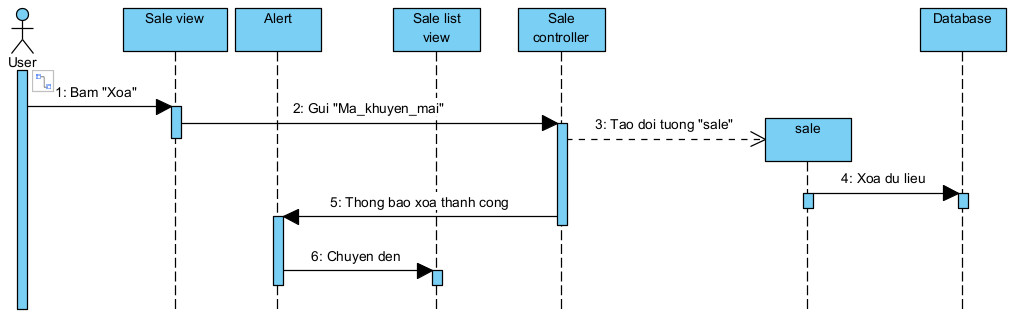 Sale view
Alert
Sale list
view
Sale
controller
Database
User
1: Bam "Xoa"
2: Gui "Ma_khuyen_mai"
3: Tao doi tuong "sale"
sale
4: Xoa du lieu
5: Thong bao xoa thanh cong
6: Chuyen den